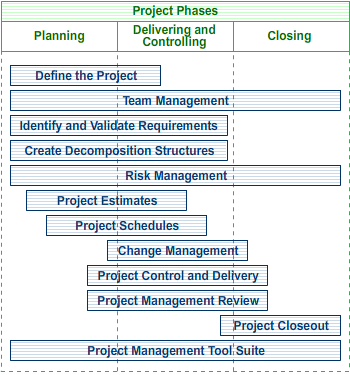 Project Phases
Planning
Delivering and
Controlling
Closing
Define the Project
Team Management
Identify and Validate Requirements
Create Decomposition Structures
Risk Management
Project Estimates
Project Schedules
Change Management
Project Control and Delivery
Project Management Review
Project Closeout
Project Management Tool Suite